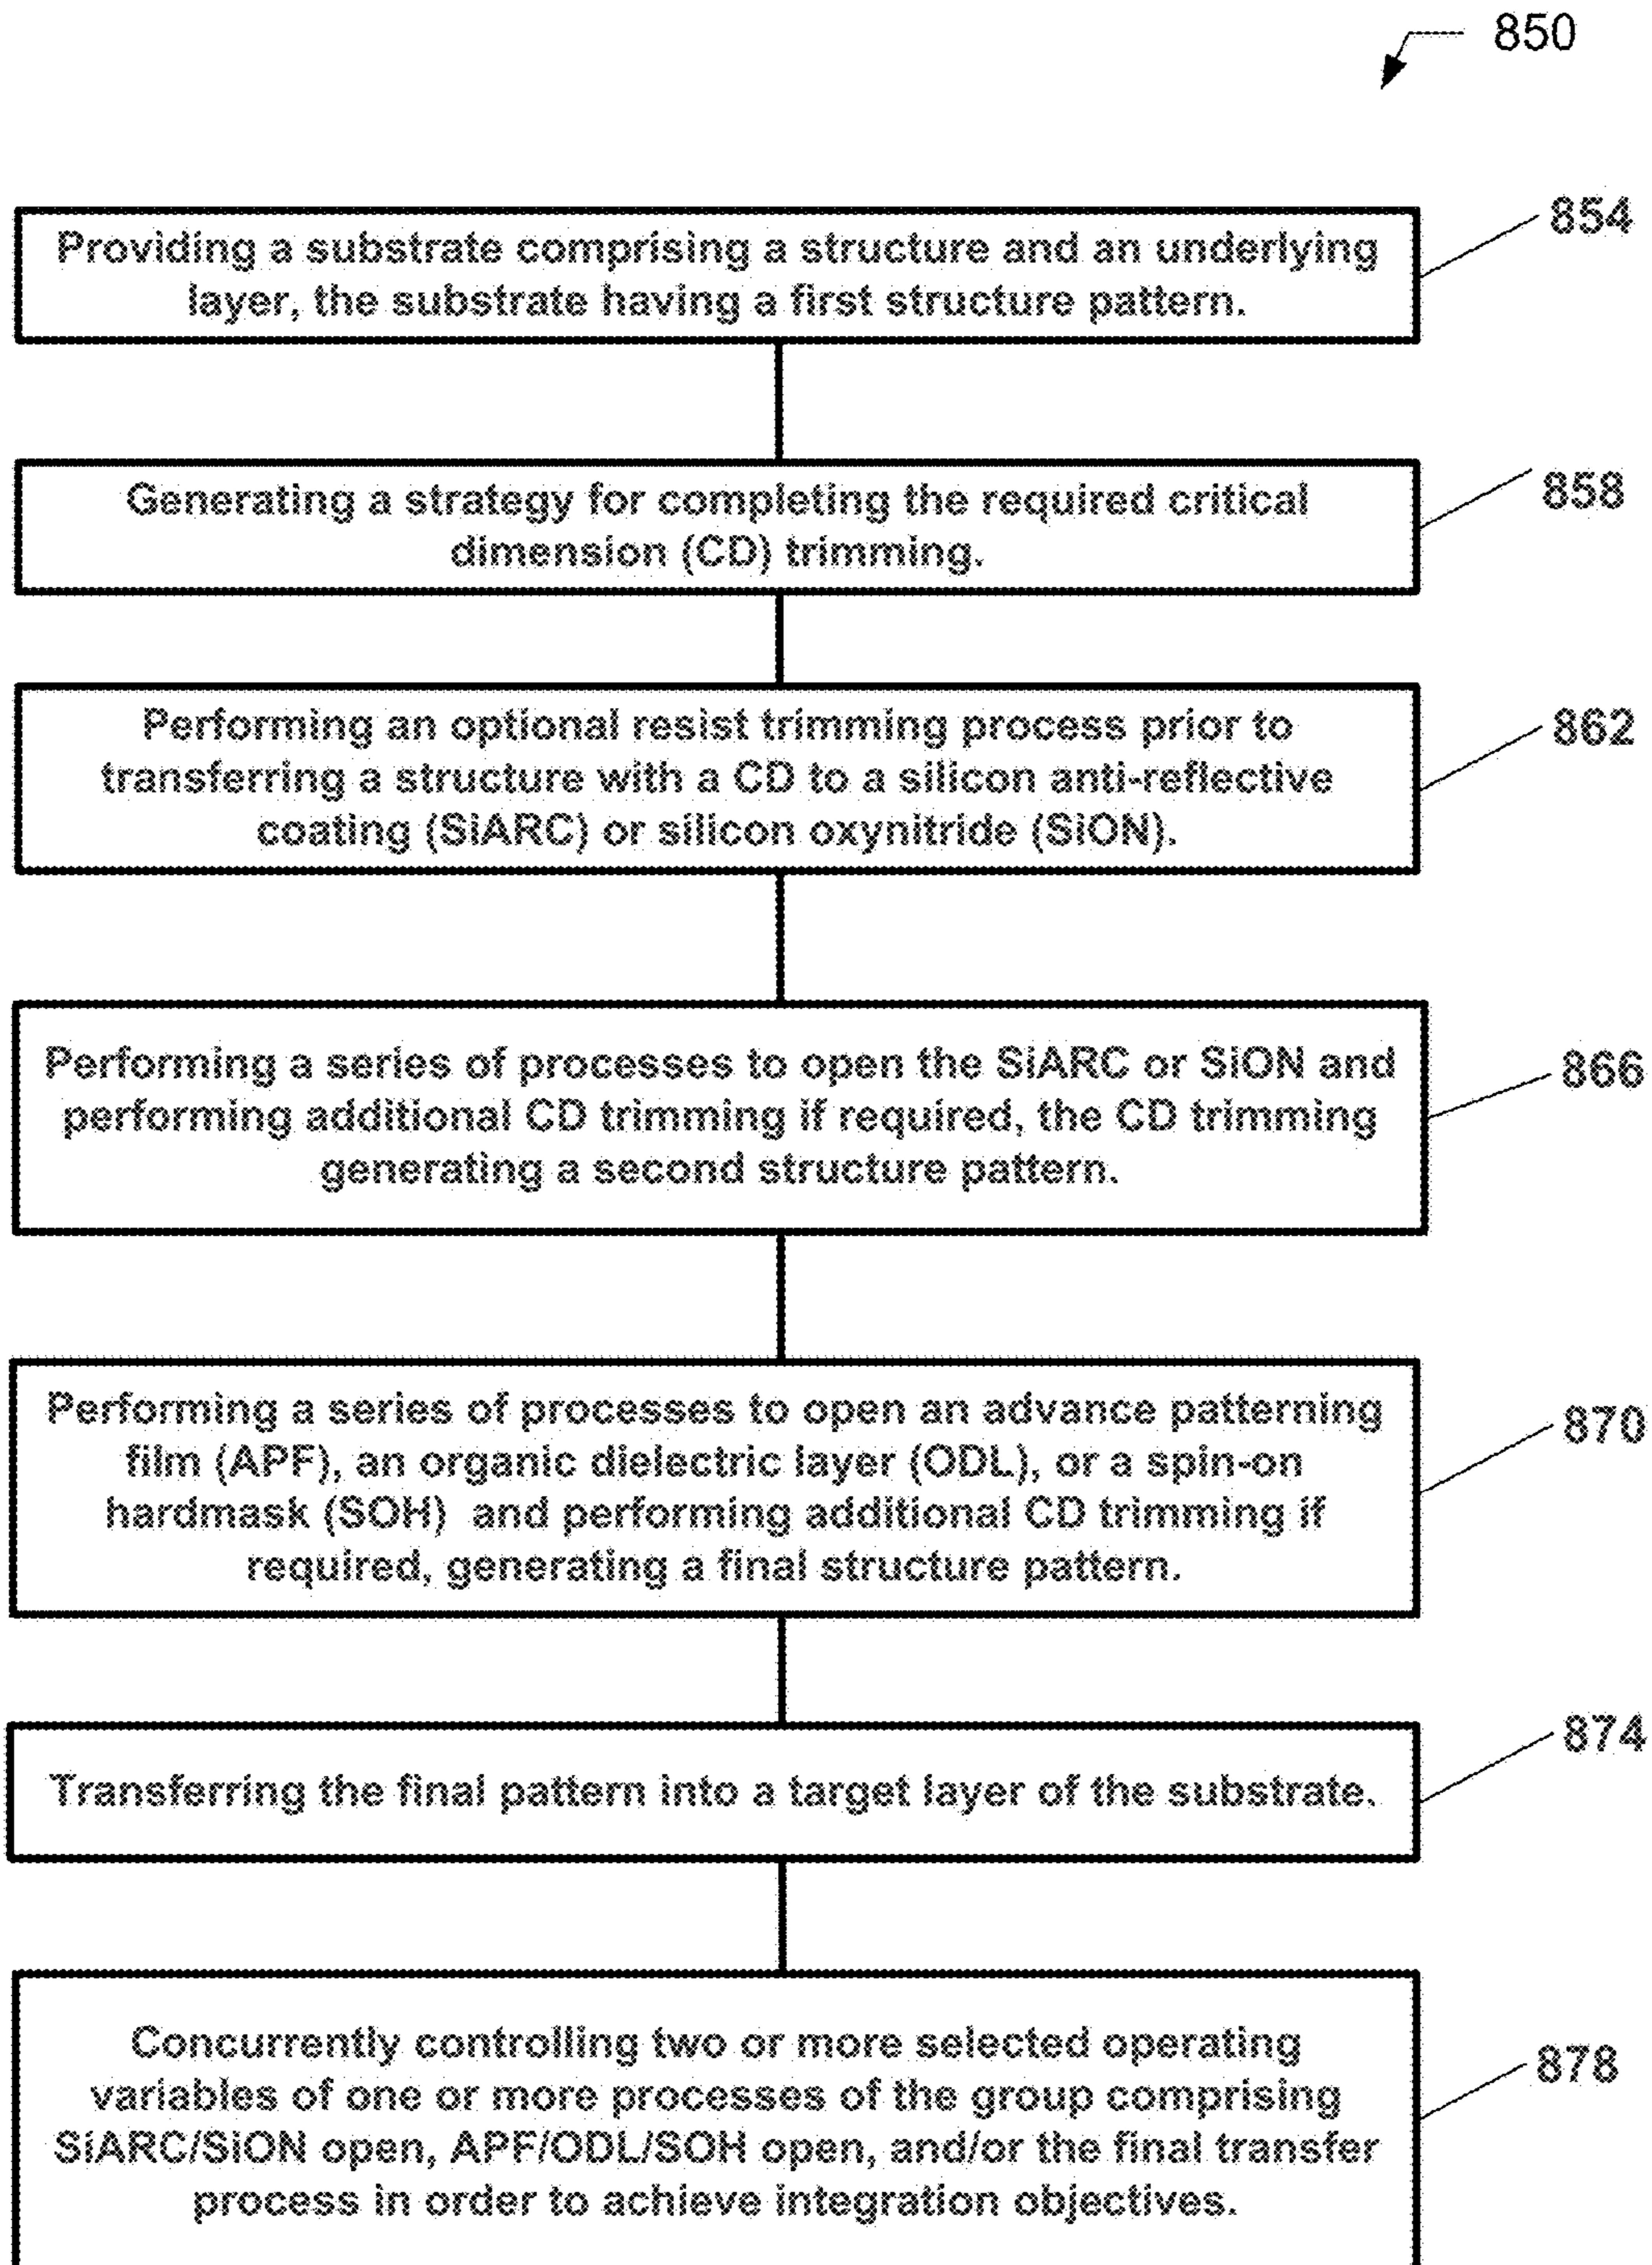 850
854
Providing a substrate comprising a structure and an underlying
layer, the substrate having a first structure pattern.
858
Generating a strategy for completing the required critical
dimension (CD) trimming.
862
Performing an optional resist trimming process prior to
transferring a structure with a CD to a silicon anti-reflective
coating (SiARC) or silicon oxynitride (SiON).
866
Performing a series of processes to open the SiARC or SiON and
performing additional CD trimming if required, the CD trimming
generating a second structure pattern.
870
Performing a series of processes to open an advance patterning
film (APF), an organic dielectric layer (ODL), or a spin-on
hardmask (SOH) and performing additional CD trimming if
required, generating a final structure pattern.
874
Transferring the final pattern into a target layer of the substrate.
878
Concurrently controlling two or more selected operating
variables of one or more processes of the group comprising
SiARC/SiON open, APF/ODL/SOH open, and/or the final transfer
process in order to achieve integration objectives.